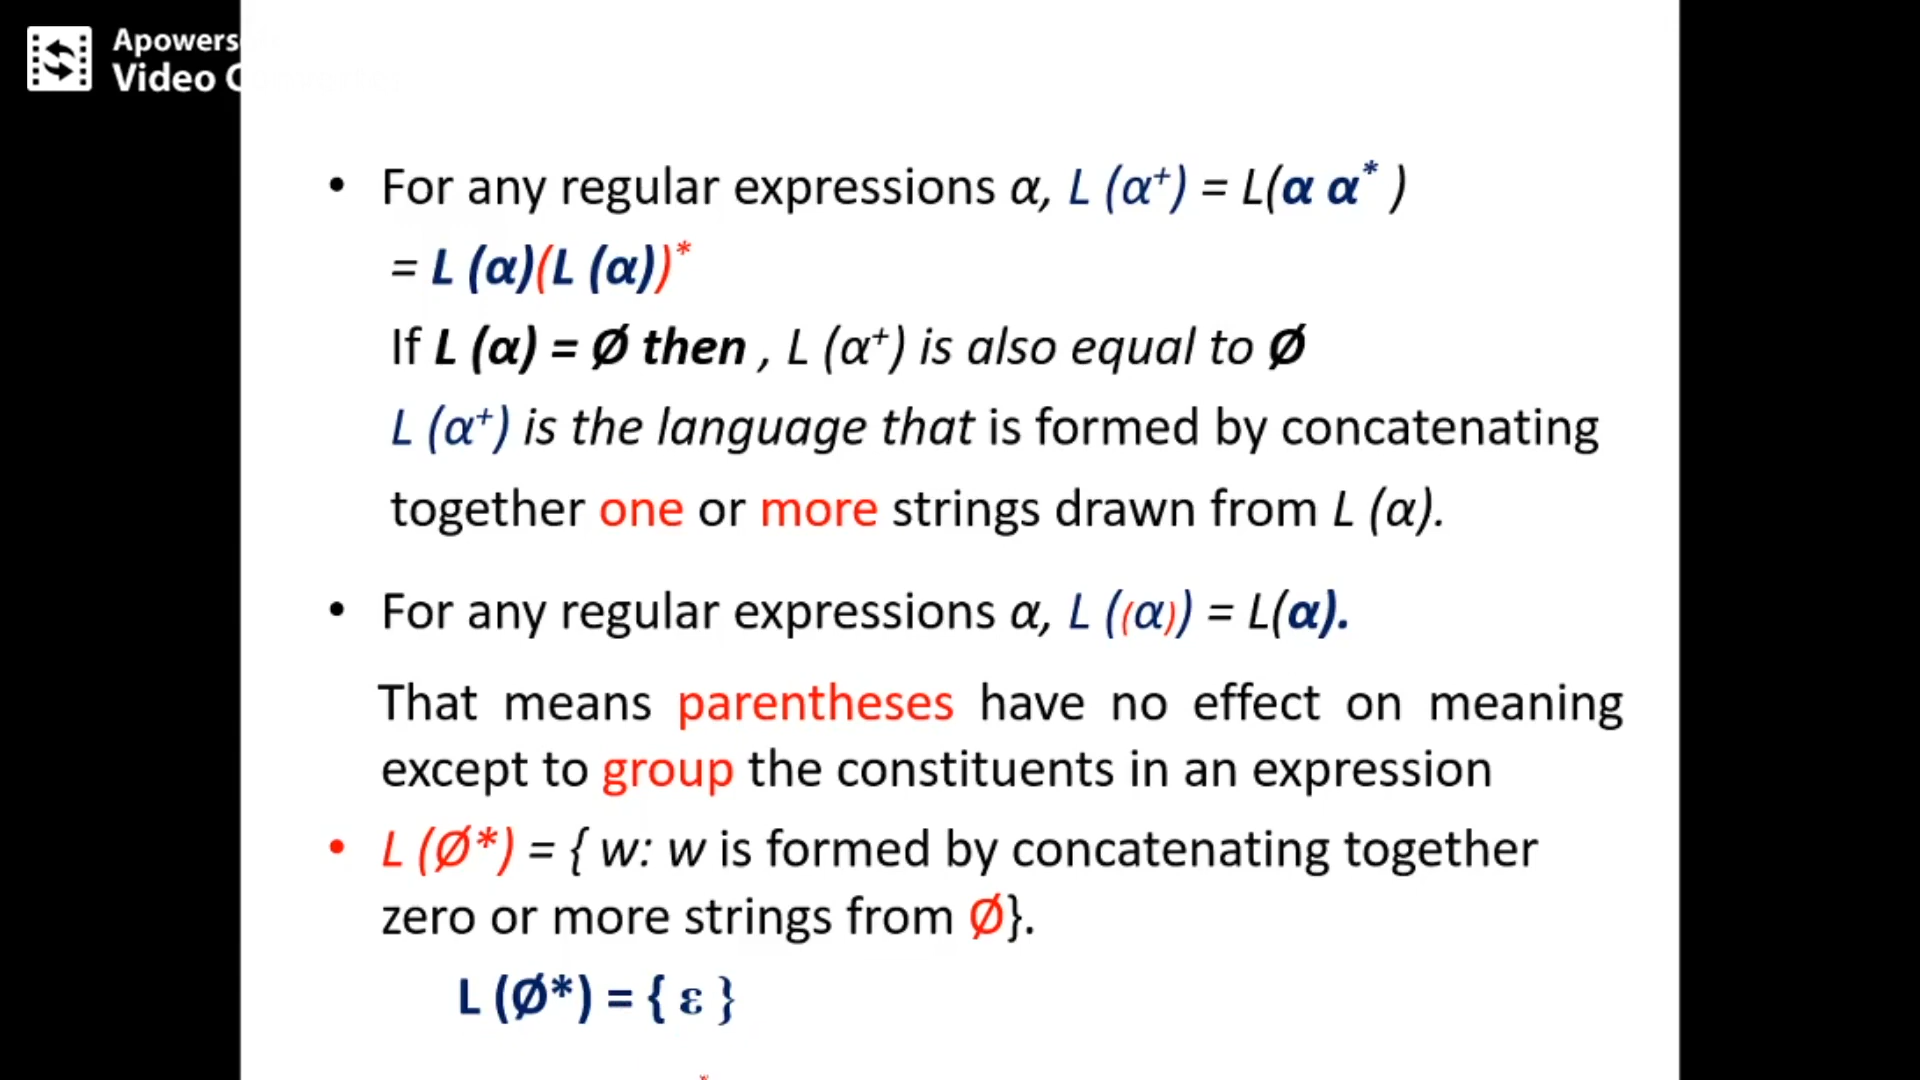 Apowers
Video C
• For any regular expressions α, L (α⁺) = L(α α* )
= L (α)(L (α))*
If L (α) = Ø then , L (α⁺) is also equal to Ø
L (α⁺) is the language that is formed by concatenating
together one or more strings drawn from L (α).
• For any regular expressions α, L ((α)) = L(α).
That means parentheses have no effect on meaning
except to group the constituents in an expression
• L (Ø*) = { w: w is formed by concatenating together
zero or more strings from Ø}.
L (Ø*) = { ε }